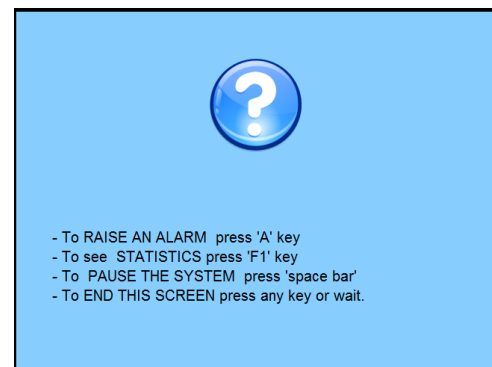 - To RAISE AN ALARM  press 'A' key
- To see  STATISTICS press 'F1' key
- To  PAUSE THE SYSTEM  press 'space bar'
- To END THIS SCREEN press any key or wait.